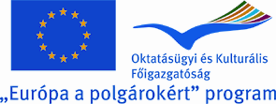 Oktatásügyi és Kulturális
Főigazgatóság
„Európa a polgárokért” program